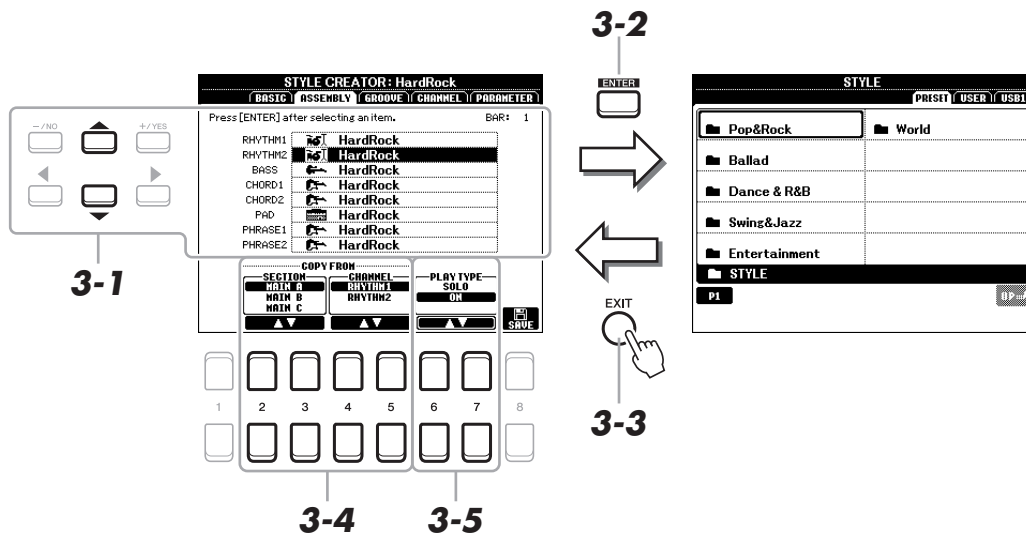 3-2
STYLE CREATOR: HardRock
BASIC ASSEMBLY GROOVE CHANNEL PARAMETER
Press [ENTER] after selecting an item. BAR: 1
RHYTHM1 HardRock
RHYTHM2 HardRock
BASS HardRock
CHORD1 HardRock
CHORD2 HardRock
PAD HardRock
PHRASE1 HardRock
PHRASE2 HardRock
COPY FROM
SECTION CHANNEL PLAY TYPE
MAIN A RHYTHM1 SOLO
MAIN B RHYTHM2 ON
MAIN C
SAVE
–/NO +/YES
3-1
1 2 3 4 5 6 7 8
3-4 3-5
ENTER
EXIT
3-3
STYLE
PRESET USER USB1
Pop&Rock World
Ballad
Dance & R&B
Swing&Jazz
Entertainment
STYLE
P1